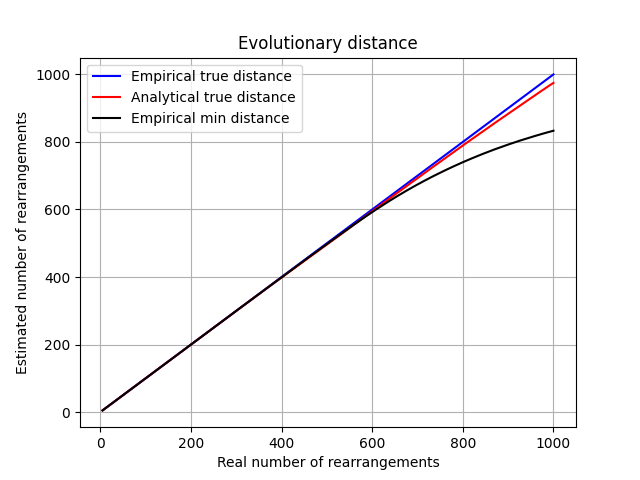 Evolutionary distance
Empirical true distance
Analytical true distance
Empirical min distance
Estimated number of rearrangements
1000
800
600
400
200
0
0 200 400 600 800 1000
Real number of rearrangements